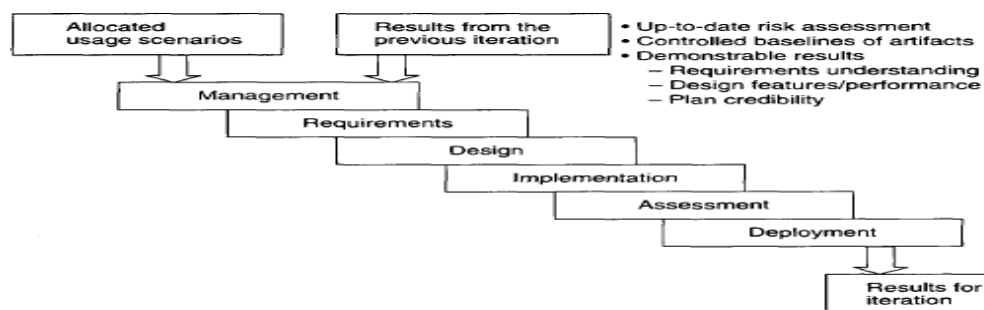 Allocated
usage scenarios
Results from the
previous iteration
• Up-to-date risk assessment
• Controlled baselines of artifacts
• Demonstrable results
– Requirements understanding
– Design features/performance
– Plan credibility
Management
Requirements
Design
Implementation
Assessment
Deployment
Results for
iteration